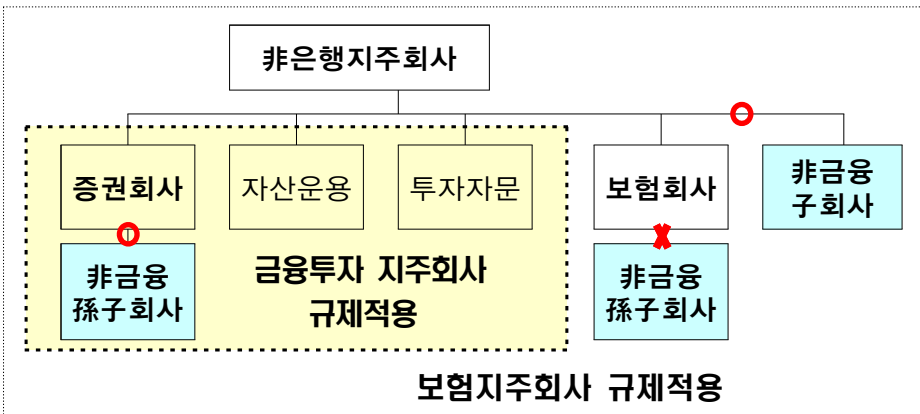 非은행지주회사
증권회사
자산운용
투자자문
보험회사
非금융
子회사
非금융
孫子회사
금융투자 지주회사
규제적용
非금융
孫子회사
보험지주회사 규제적용